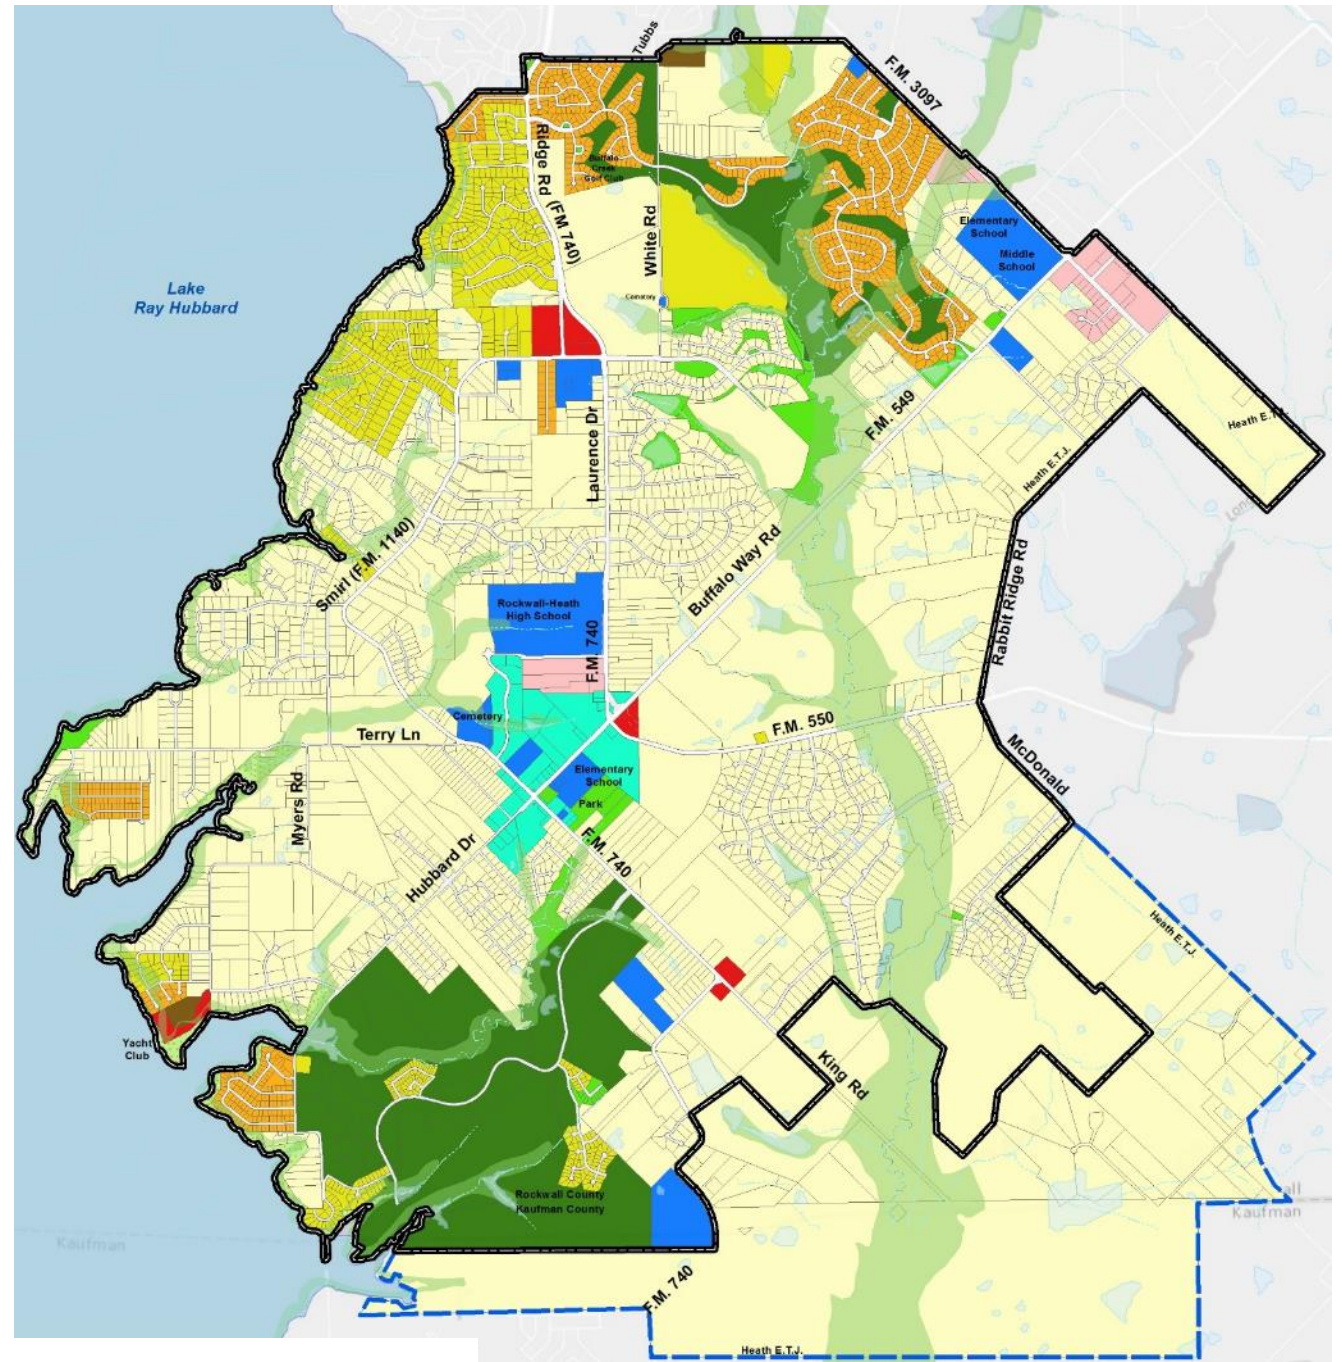 Tubbs
F.M. 3097
Ridge Rd (FM 740)
Buffalo
Creek
Golf Club
White Rd
Elementary
School
Middle
School
Lake
Ray Hubbard
Cemetery
F.M. 549
Heath E.T.J.
Heath E.T.J.
Laurence Dr
Smirl (F.M. 1140)
Buffalo Way Rd
Rabbit Ridge Rd
Rockwall-Heath
High School
F.M. 740
Cemetery
F.M. 550
Terry Ln
McDonald
Elementary
School
Park
Myers Rd
Hubbard Dr
F.M. 740
Heath E.T.J.
Yacht
Club
King Rd
Rockwall County
Kaufman County
Kaufman
Kaufman
F.M. 740
Heath E.T.J.